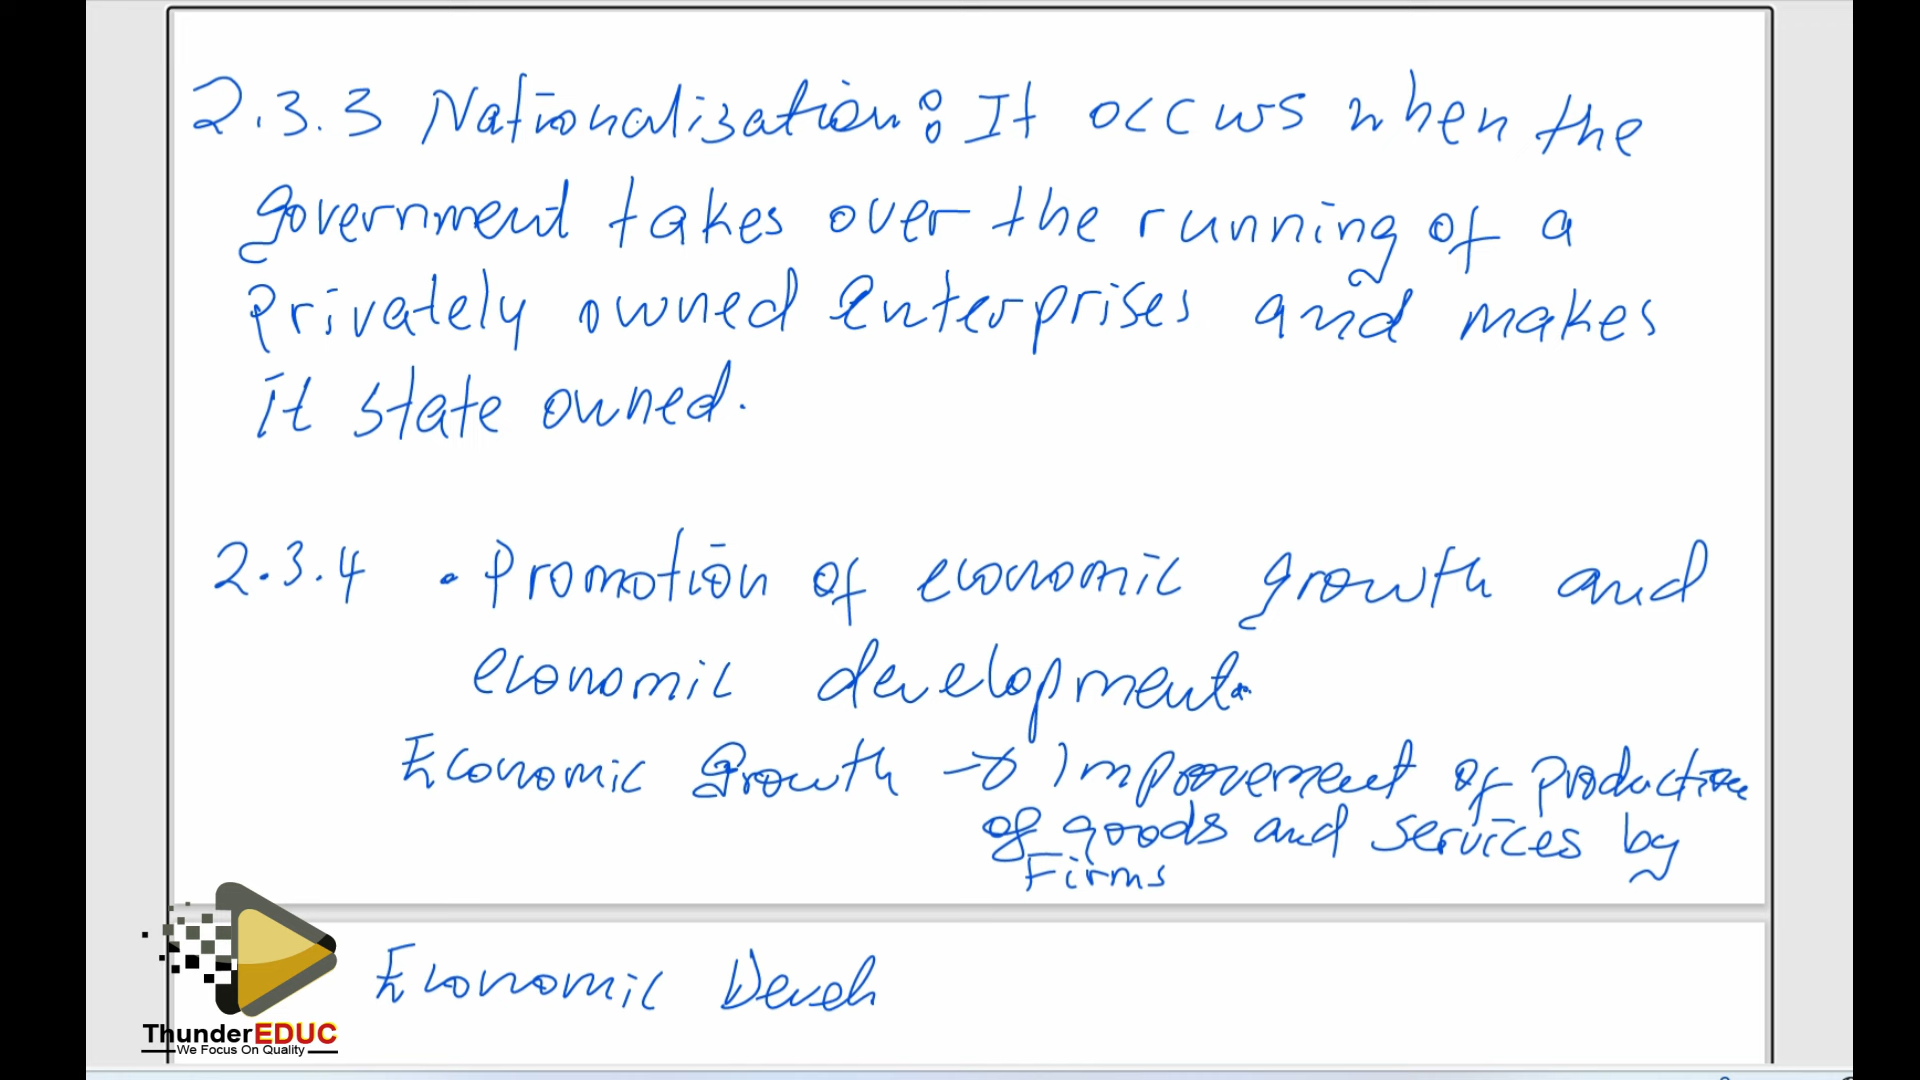 2.3.3 Nationalization: It occurs when the
government takes over the running of a
privately owned enterprises and makes
it state owned.
2.3.4 • Promotion of economic growth and
economic development.
Economic Growth → Improvement of production
of goods and services by
Firms
Economic Develo
ThunderEDUC
We Focus On Quality